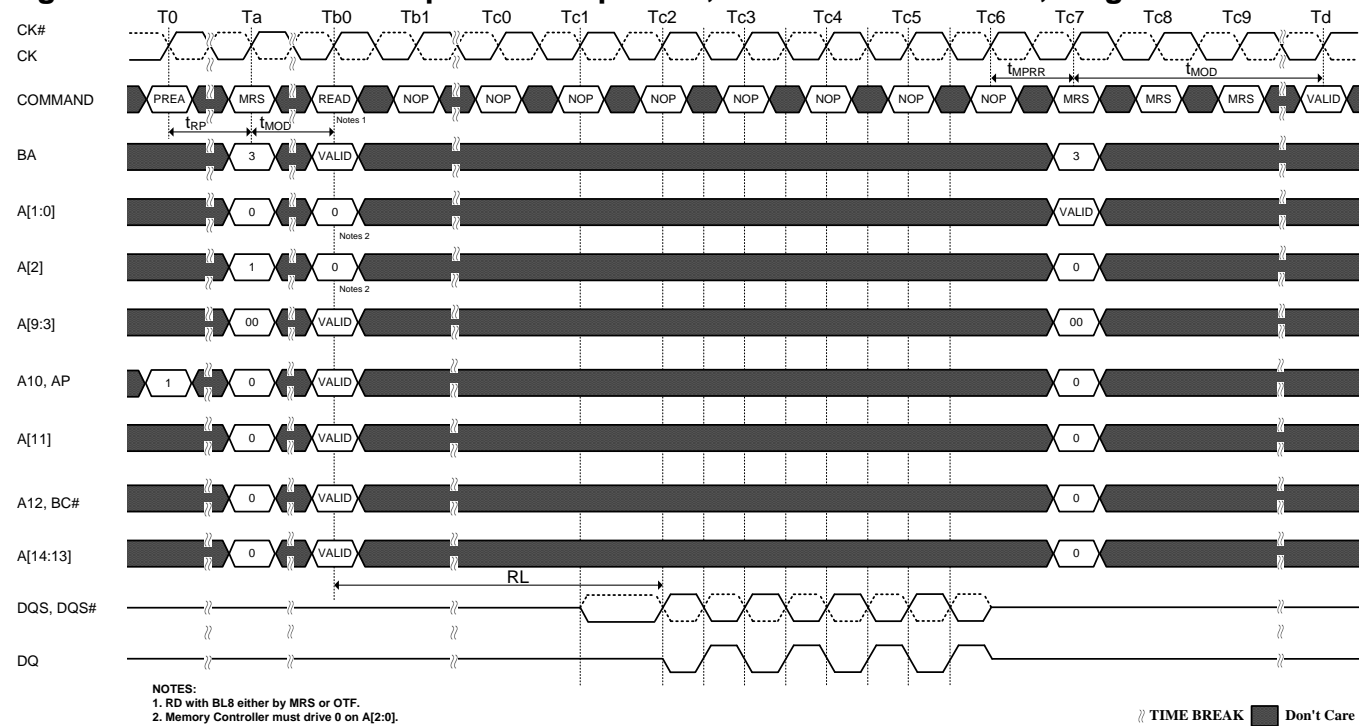 T0 Ta Tb0 Tb1 Tc0 Tc1 Tc2 Tc3 Tc4 Tc5 Tc6 Tc7 Tc8 Tc9 Td
CK#
CK
tMPRR tMOD
COMMAND PREA MRS READ NOP NOP NOP NOP NOP NOP NOP NOP MRS MRS MRS VALID
tRP tMOD Notes 1
BA 3 VALID 3
A[1:0] 0 0 VALID
Notes 2
A[2] 1 0 0
Notes 2
A[9:3] 00 VALID 00
A10, AP 1 0 VALID 0
A[11] 0 VALID 0
A12, BC# 0 VALID 0
A[14:13] 0 VALID 0
RL
DQS, DQS#
DQ
NOTES:
1. RD with BL8 either by MRS or OTF.
2. Memory Controller must drive 0 on A[2:0].
TIME BREAK Don't Care